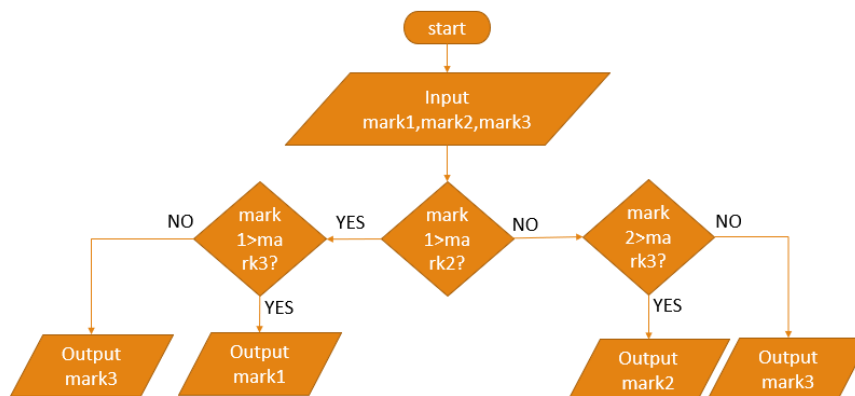 start
Input
mark1,mark2,mark3
NO
mark
1>ma
rk3?
YES
mark
1>ma
rk2?
NO
mark
2>ma
rk3?
NO
YES
YES
Output
mark3
Output
mark1
Output
mark2
Output
mark3